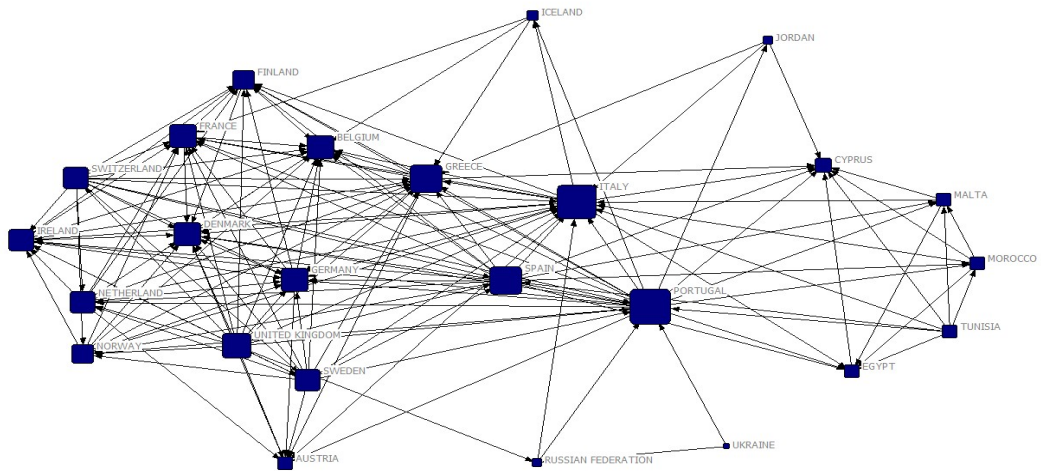 ICELAND
JORDAN
FINLAND
FRANCE
BELGIUM
CYPRUS
SWITZERLAND
GREECE
ITALY
MALTA
IRELAND
DENMARK
GERMANY
SPAIN
MOROCCO
NETHERLAND
PORTUGAL
TUNISIA
NORWAY
UNITED KINGDOM
SWEDEN
EGYPT
UKRAINE
AUSTRIA
RUSSIAN FEDERATION